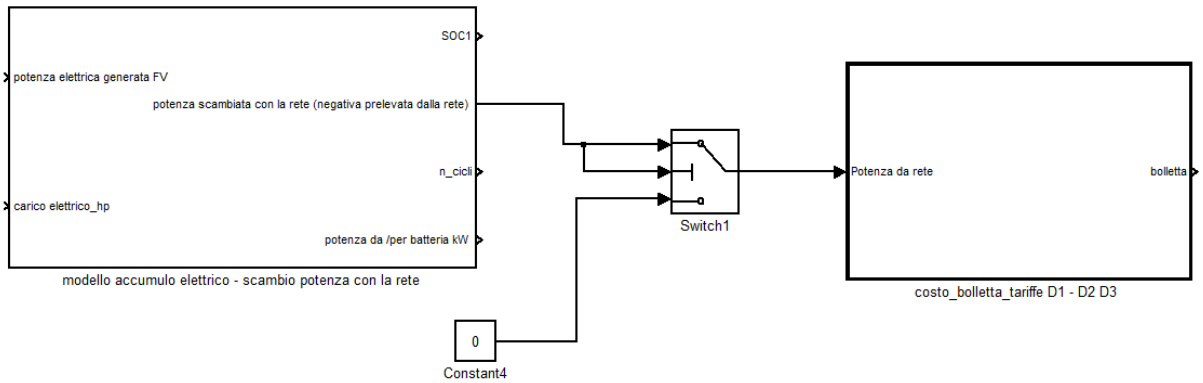 SOC1
potenza elettrica generata FV
potenza scambiata con la rete (negativa prelevata dalla rete)
n_cicli
carico elettrico_hp
potenza da /per batteria kW
modello accumulo elettrico - scambio potenza con la rete
Switch1
Potenza da rete
bolletta
costo_bolletta_tariffe D1 - D2 D3
0
Constant4